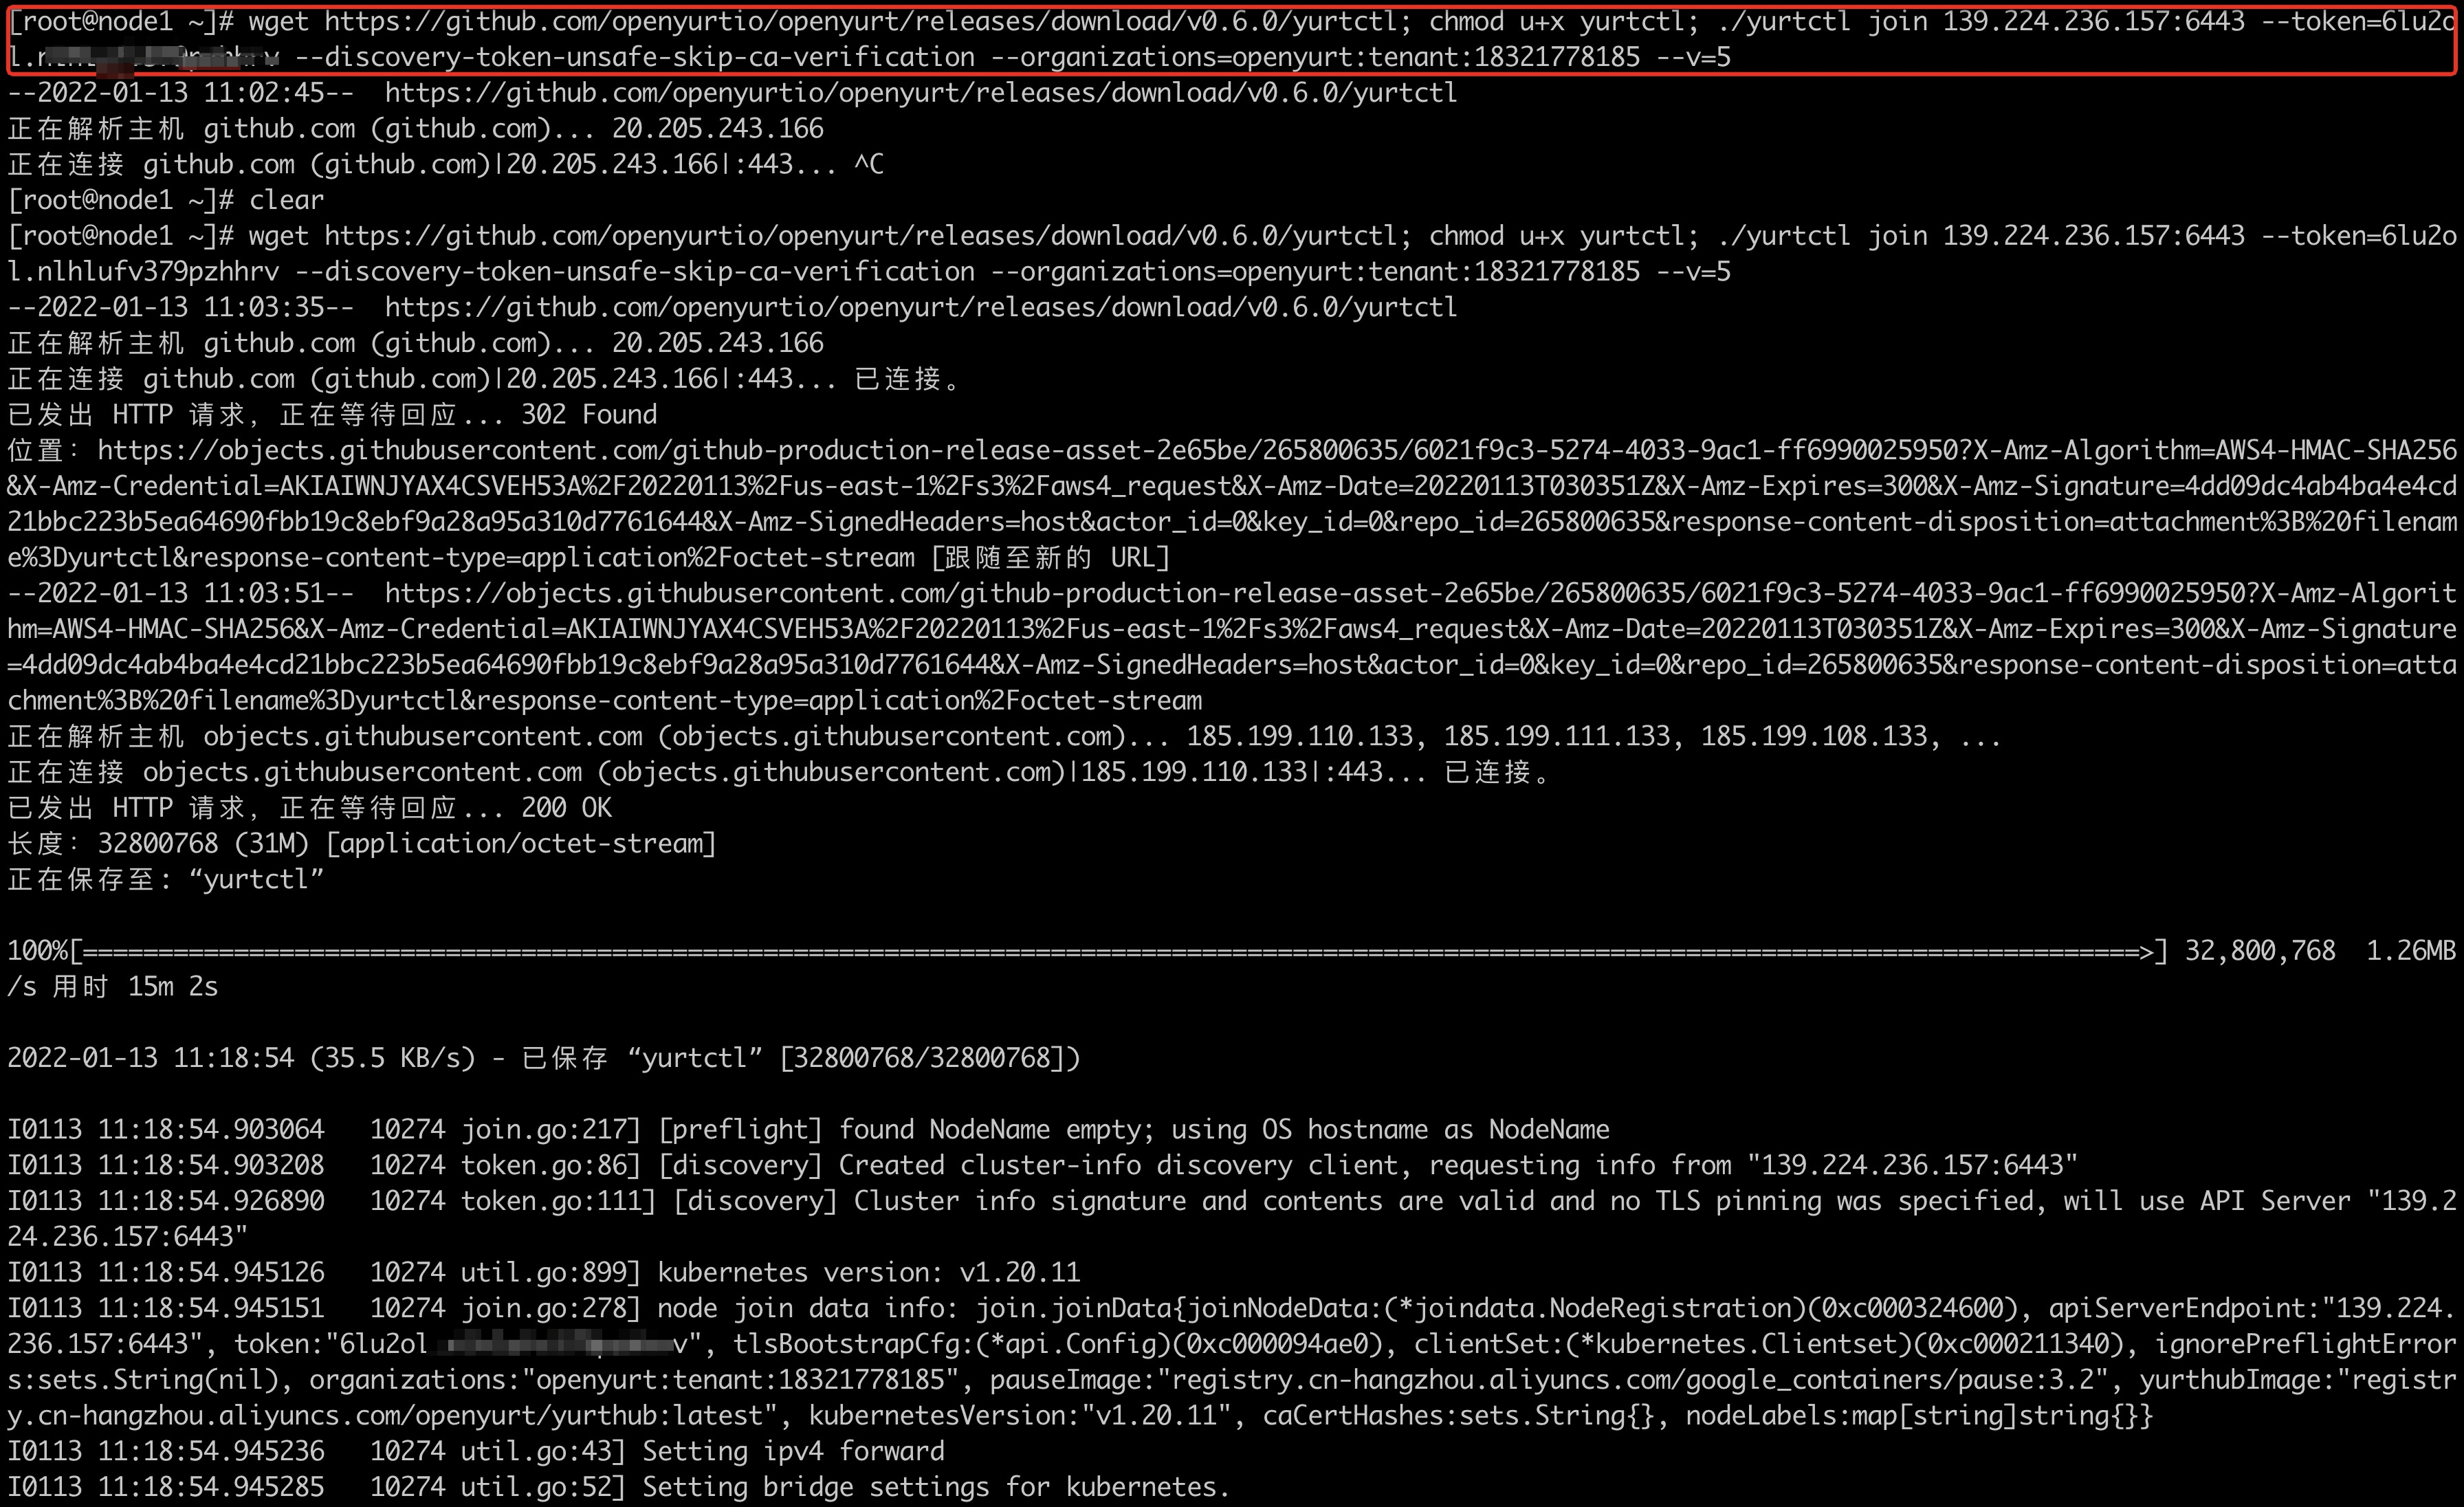 [root@node1 ~]# wget https://github.com/openyurtio/openyurt/releases/download/v0.6.0/yurtctl; chmod u+x yurtctl; ./yurtctl join 139.224.236.157:6443 --token=6lu2o
--discovery-token-unsafe-skip-ca-verification --organizations=openyurt:tenant:18321778185 --v=5
--2022-01-13 11:02:45--  https://github.com/openyurtio/openyurt/releases/download/v0.6.0/yurtctl
正在解析主机 github.com (github.com)... 20.205.243.166
正在连接 github.com (github.com)|20.205.243.166|:443... ^C
[root@node1 ~]# clear
[root@node1 ~]# wget https://github.com/openyurtio/openyurt/releases/download/v0.6.0/yurtctl; chmod u+x yurtctl; ./yurtctl join 139.224.236.157:6443 --token=6lu2o
l.nlhlufv379pzhhrv --discovery-token-unsafe-skip-ca-verification --organizations=openyurt:tenant:18321778185 --v=5
--2022-01-13 11:03:35--  https://github.com/openyurtio/openyurt/releases/download/v0.6.0/yurtctl
正在解析主机 github.com (github.com)... 20.205.243.166
正在连接 github.com (github.com)|20.205.243.166|:443... 已连接。
已发出 HTTP 请求，正在等待回应... 302 Found
位置：https://objects.githubusercontent.com/github-production-release-asset-2e65be/265800635/6021f9c3-5274-4033-9ac1-ff6990025950?X-Amz-Algorithm=AWS4-HMAC-SHA256
&X-Amz-Credential=AKIAIWNJYAX4CSVEH53A%2F20220113%2Fus-east-1%2Fs3%2Faws4_request&X-Amz-Date=20220113T030351Z&X-Amz-Expires=300&X-Amz-Signature=4dd09dc4ab4ba4e4cd
21bbc223b5ea64690fbb19c8ebf9a28a95a310d7761644&X-Amz-SignedHeaders=host&actor_id=0&key_id=0&repo_id=265800635&response-content-disposition=attachment%3B%20filenam
e%3Dyurtctl&response-content-type=application%2Foctet-stream [跟随至新的 URL]
--2022-01-13 11:03:51--  https://objects.githubusercontent.com/github-production-release-asset-2e65be/265800635/6021f9c3-5274-4033-9ac1-ff6990025950?X-Amz-Algorit
hm=AWS4-HMAC-SHA256&X-Amz-Credential=AKIAIWNJYAX4CSVEH53A%2F20220113%2Fus-east-1%2Fs3%2Faws4_request&X-Amz-Date=20220113T030351Z&X-Amz-Expires=300&X-Amz-Signature
=4dd09dc4ab4ba4e4cd21bbc223b5ea64690fbb19c8ebf9a28a95a310d7761644&X-Amz-SignedHeaders=host&actor_id=0&key_id=0&repo_id=265800635&response-content-disposition=atta
chment%3B%20filename%3Dyurtctl&response-content-type=application%2Foctet-stream
正在解析主机 objects.githubusercontent.com (objects.githubusercontent.com)... 185.199.110.133, 185.199.111.133, 185.199.108.133, ...
正在连接 objects.githubusercontent.com (objects.githubusercontent.com)|185.199.110.133|:443... 已连接。
已发出 HTTP 请求，正在等待回应... 200 OK
长度：32800768 (31M) [application/octet-stream]
正在保存至: “yurtctl”
100%[=========================================================================================================================================>] 32,800,768  1.26MB
/s 用时 15m 2s
2022-01-13 11:18:54 (35.5 KB/s) - 已保存 “yurtctl” [32800768/32800768])
I0113 11:18:54.903064   10274 join.go:217] [preflight] found NodeName empty; using OS hostname as NodeName
I0113 11:18:54.903208   10274 token.go:86] [discovery] Created cluster-info discovery client, requesting info from "139.224.236.157:6443"
I0113 11:18:54.926890   10274 token.go:111] [discovery] Cluster info signature and contents are valid and no TLS pinning was specified, will use API Server "139.2
24.236.157:6443"
I0113 11:18:54.945126   10274 util.go:899] kubernetes version: v1.20.11
I0113 11:18:54.945151   10274 join.go:278] node join data info: join.joinData{joinNodeData:(*joindata.NodeRegistration)(0xc000324600), apiServerEndpoint:"139.224.
236.157:6443", token:"6lu2ol v", tlsBootstrapCfg:(*api.Config)(0xc000094ae0), clientSet:(*kubernetes.Clientset)(0xc000211340), ignorePreflightError
s:sets.String(nil), organizations:"openyurt:tenant:18321778185", pauseImage:"registry.cn-hangzhou.aliyuncs.com/google_containers/pause:3.2", yurthubImage:"registr
y.cn-hangzhou.aliyuncs.com/openyurt/yurthub:latest", kubernetesVersion:"v1.20.11", caCertHashes:sets.String{}, nodeLabels:map[string]string{}}
I0113 11:18:54.945236   10274 util.go:43] Setting ipv4 forward
I0113 11:18:54.945285   10274 util.go:52] Setting bridge settings for kubernetes.